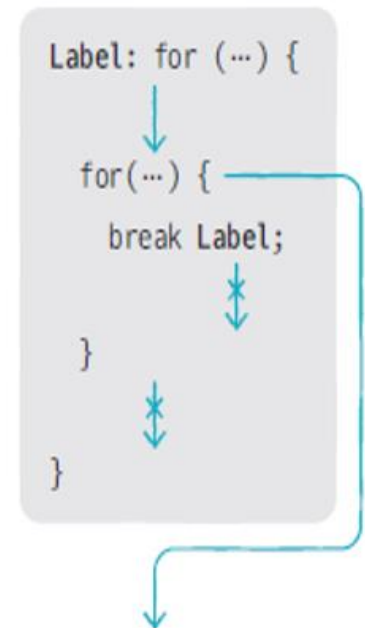 Label: for (⋯) {
for(⋯) {
break Label;
}
}